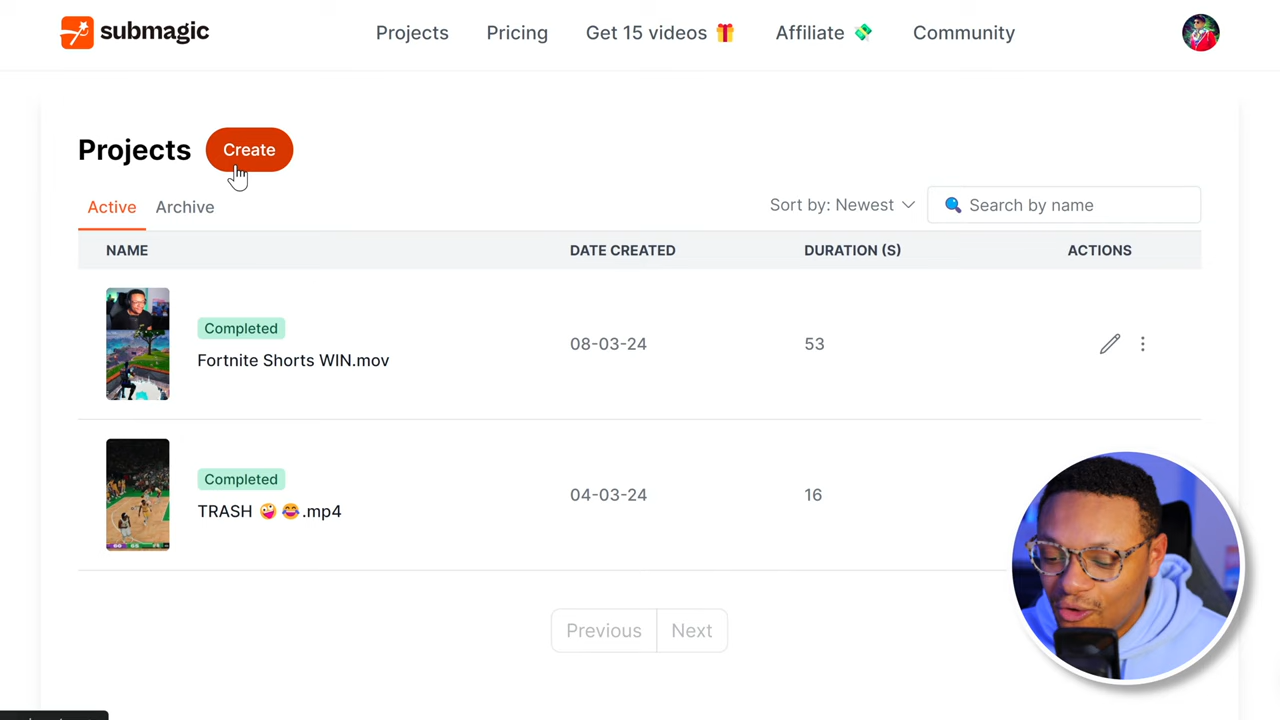 submagic
Projects
Pricing
Get 15 videos 🎁
Affiliate 💸
Community
Projects
Create
Active
Archive
Sort by: Newest
🔍 Search by name
NAME
DATE CREATED
DURATION (S)
ACTIONS
Completed
Fortnite Shorts WIN.mov
08-03-24
53
Completed
TRASH 🤪 😂.mp4
04-03-24
16
Previous
Next